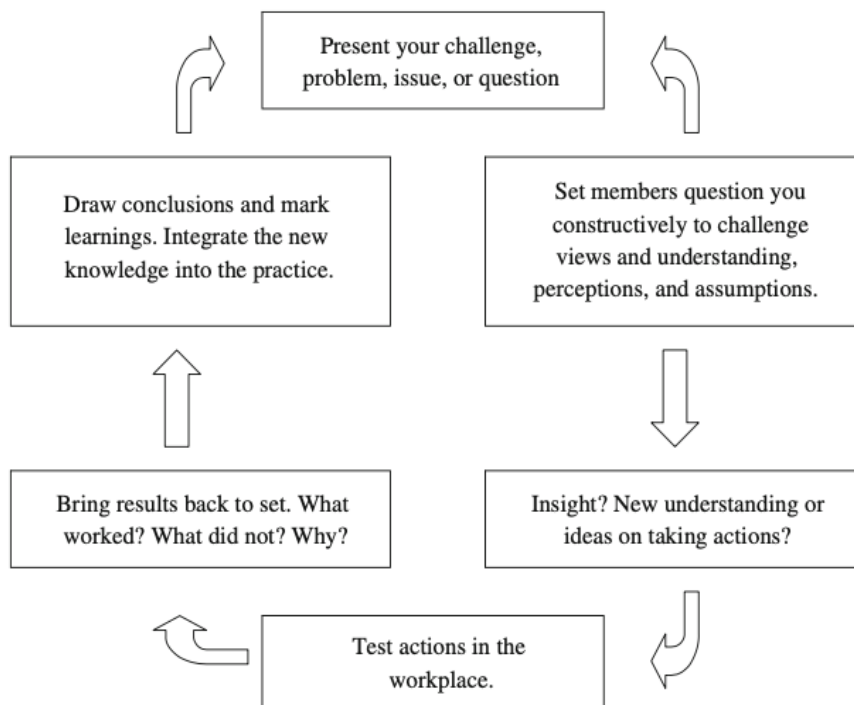 Present your challenge,
problem, issue, or question
Draw conclusions and mark
learnings. Integrate the new
knowledge into the practice.
Set members question you
constructively to challenge
views and understanding,
perceptions, and assumptions.
Bring results back to set. What
worked? What did not? Why?
Insight? New understanding or
ideas on taking actions?
Test actions in the
workplace.